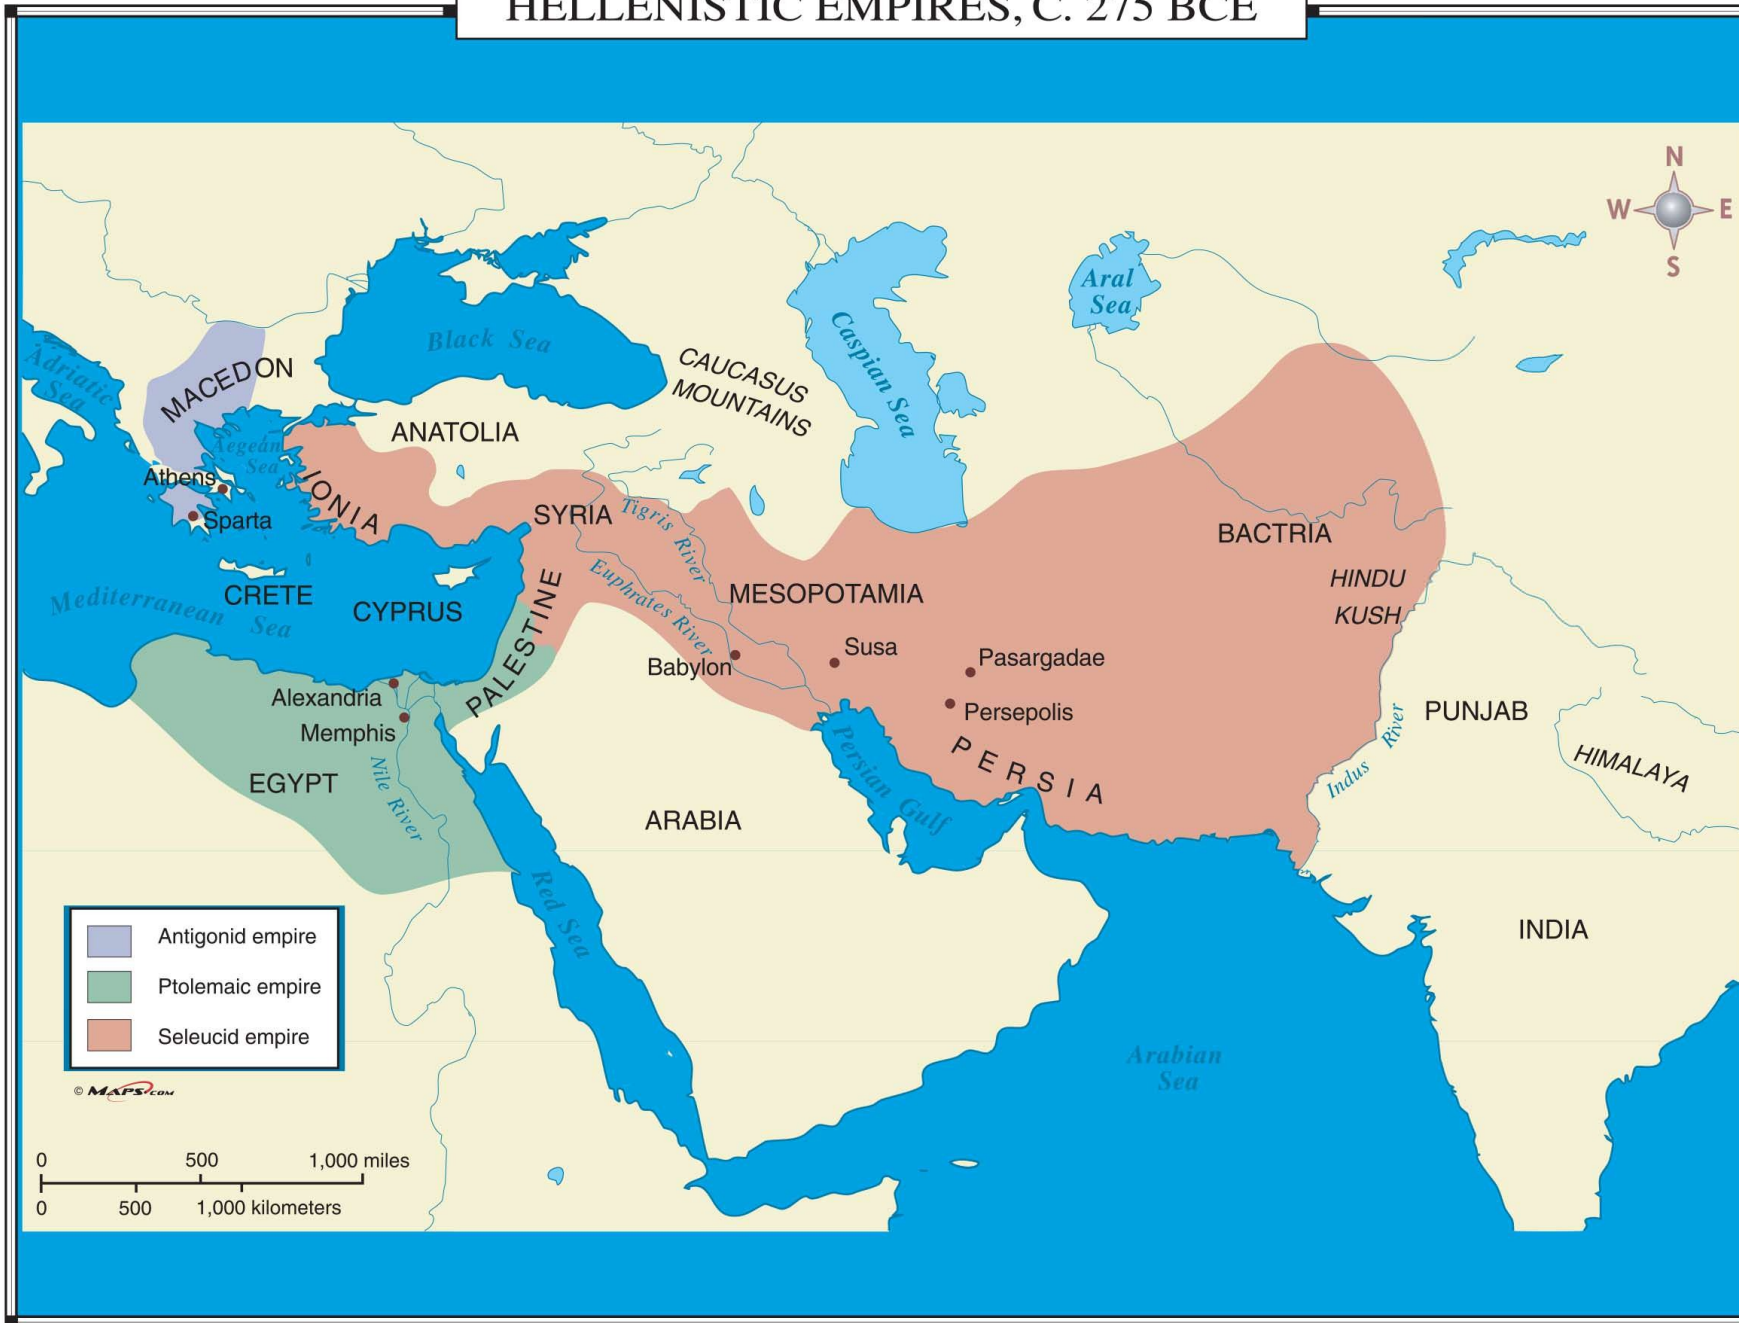 HELLENISTIC EMPIRES, C. 275 BCE
N
W
E
S
Aral
Sea
Black Sea
Caspian Sea
CAUCASUS
MOUNTAINS
Adriatic
Sea
MACEDON
ANATOLIA
Aegean
Sea
Athens
IONIA
Sparta
SYRIA
Tigris River
BACTRIA
HINDU
KUSH
Mediterranean Sea
CRETE
CYPRUS
PALESTINE
Euphrates River
MESOPOTAMIA
Babylon
Susa
Pasargadae
Persepolis
PERSIA
Alexandria
Memphis
EGYPT
Nile River
Persian Gulf
Indus River
PUNJAB
HIMALAYA
ARABIA
Red Sea
INDIA
Antigonid empire
Ptolemaic empire
Seleucid empire
© MAPS.COM
Arabian
Sea
0 500 1,000 miles
0 500 1,000 kilometers